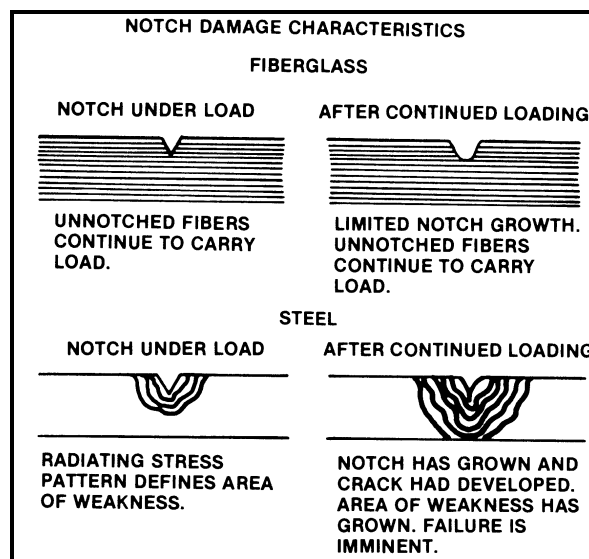 NOTCH DAMAGE CHARACTERISTICS
FIBERGLASS
NOTCH UNDER LOAD
UNNOTCHED FIBERS
CONTINUE TO CARRY
LOAD.
AFTER CONTINUED LOADING
LIMITED NOTCH GROWTH.
UNNOTCHED FIBERS
CONTINUE TO CARRY
LOAD.
STEEL
NOTCH UNDER LOAD
RADIATING STRESS
PATTERN DEFINES AREA
OF WEAKNESS.
AFTER CONTINUED LOADING
NOTCH HAS GROWN AND
CRACK HAD DEVELOPED.
AREA OF WEAKNESS HAS
GROWN. FAILURE IS
IMMINENT.